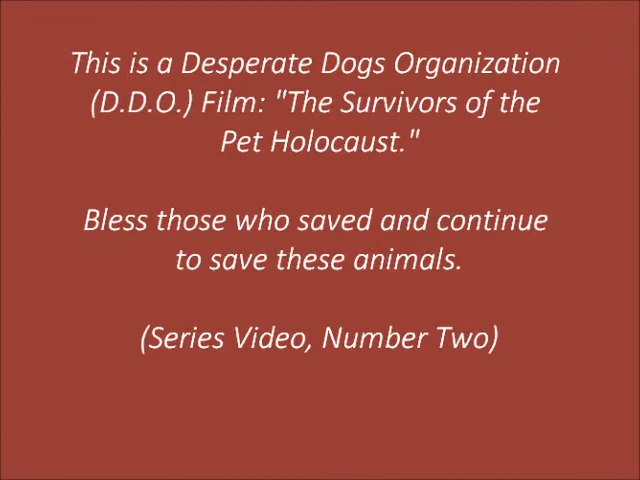 This is a Desperate Dogs Organization
(D.D.O.) Film: "The Survivors of the
Pet Holocaust."
Bless those who saved and continue
to save these animals.
(Series Video, Number Two)